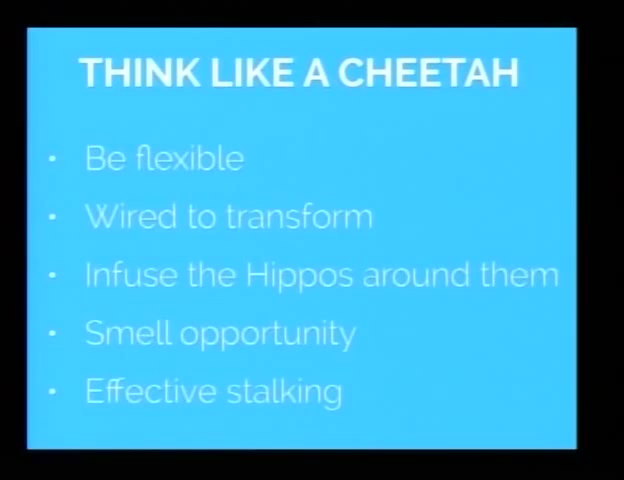 THINK LIKE A CHEETAH
• Be flexible
• Wired to transform
• Infuse the Hippos around them
• Smell opportunity
• Effective stalking